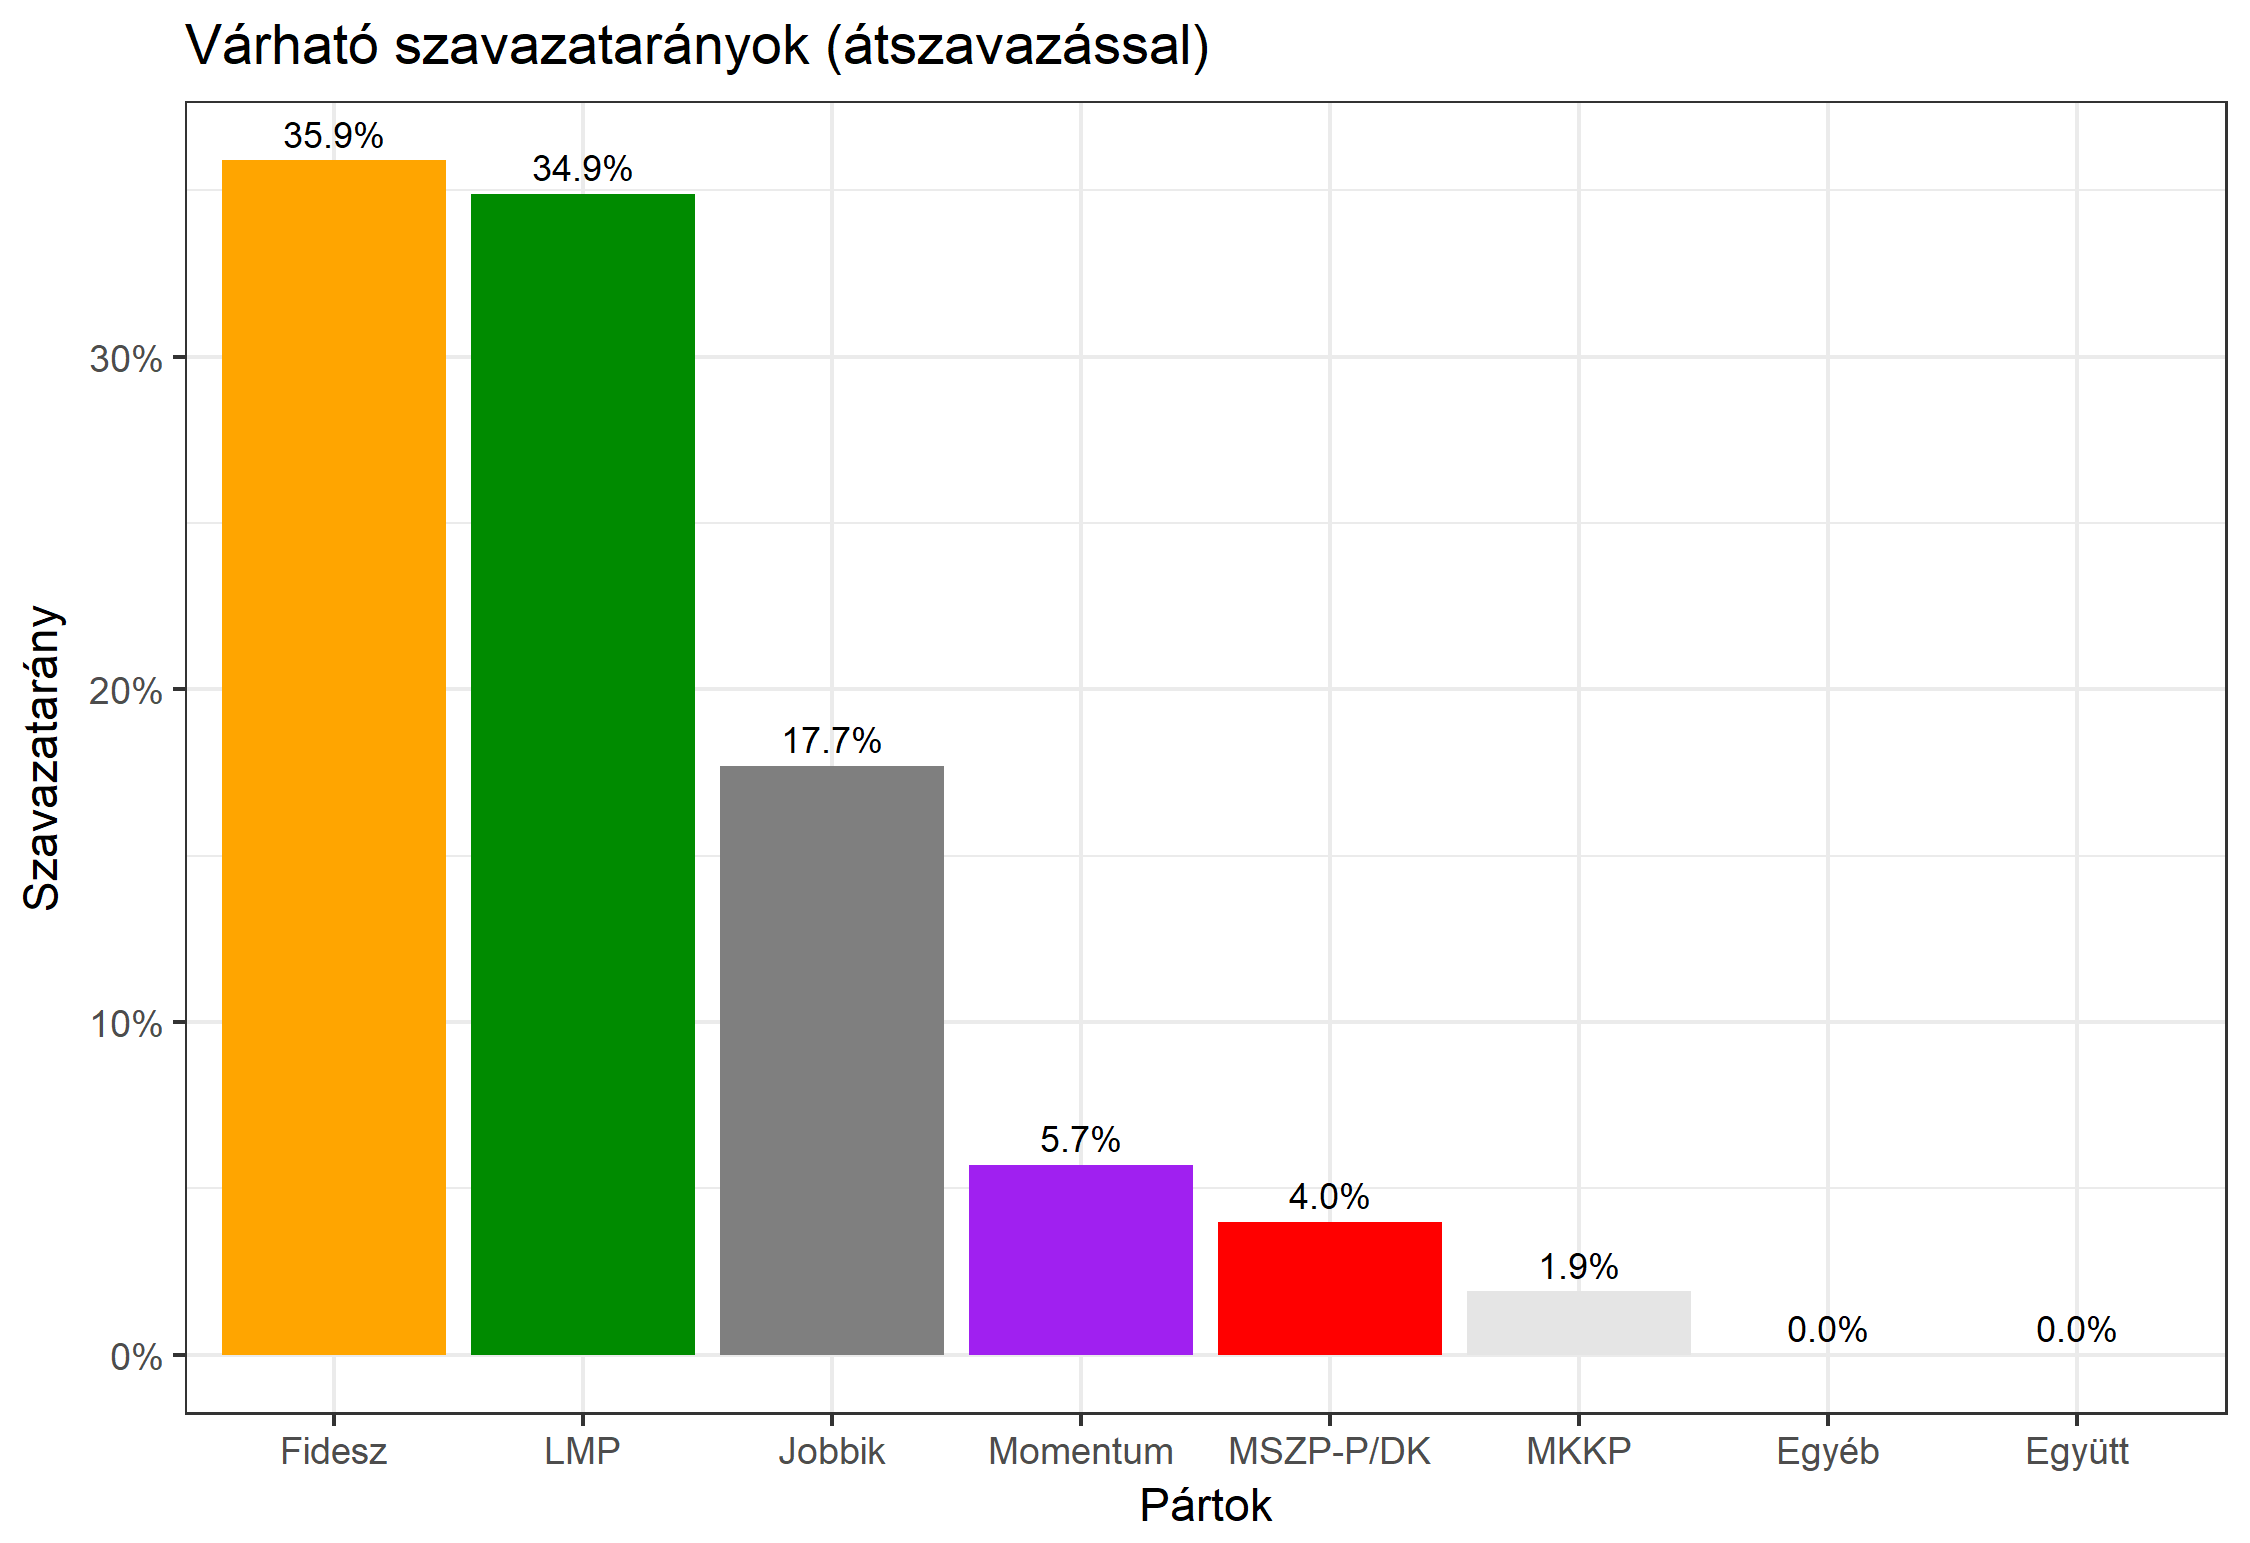 Várható szavazatarányok (átszavazással)
35.9%
34.9%
17.7%
5.7%
4.0%
1.9%
0.0%
0.0%
30%
20%
10%
0%
Szavazatarány
Fidesz
LMP
Jobbik
Momentum
MSZP-P/DK
MKKP
Egyéb
Együtt
Pártok